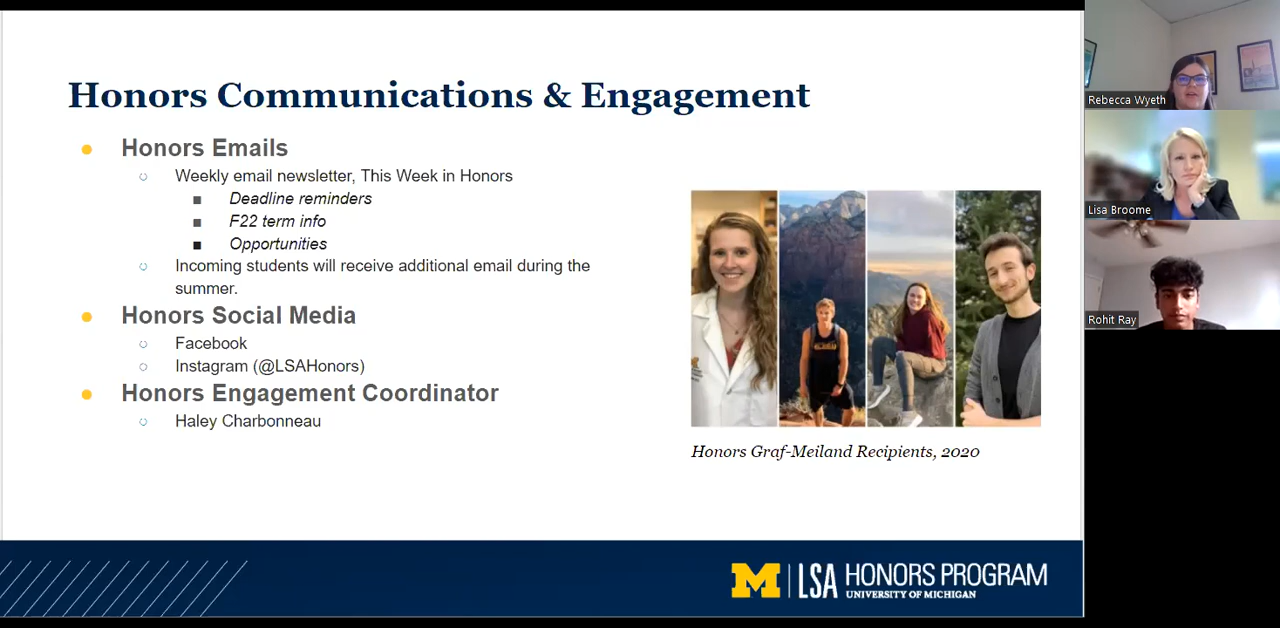 Honors Communications & Engagement
Honors Emails
Weekly email newsletter, This Week in Honors
Deadline reminders
F22 term info
Opportunities
Incoming students will receive additional email during the
summer.
Honors Social Media
Facebook
Instagram (@LSAHonors)
Honors Engagement Coordinator
Haley Charbonneau
Honors Graf-Meiland Recipients, 2020
M LSA HONORS PROGRAM
UNIVERSITY OF MICHIGAN
Rebecca Wyeth
Lisa Broome
Rohit Ray